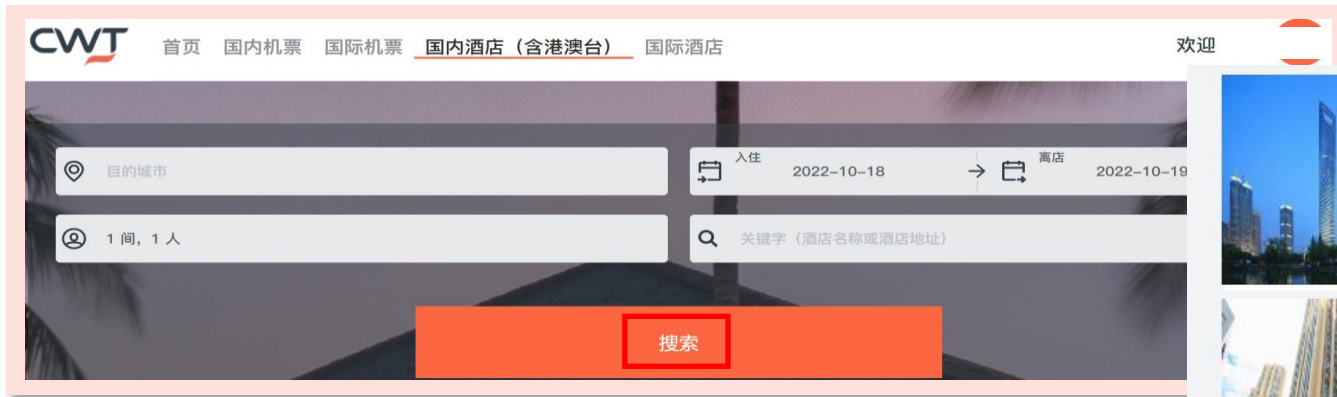 CWT 首页 国内机票 国际机票 国内酒店（含港澳台） 国际酒店 欢迎
目的城市 入住 2022-10-18 离店 2022-10-19
1 间，1 人 关键字（酒店名称或酒店地址）
搜索